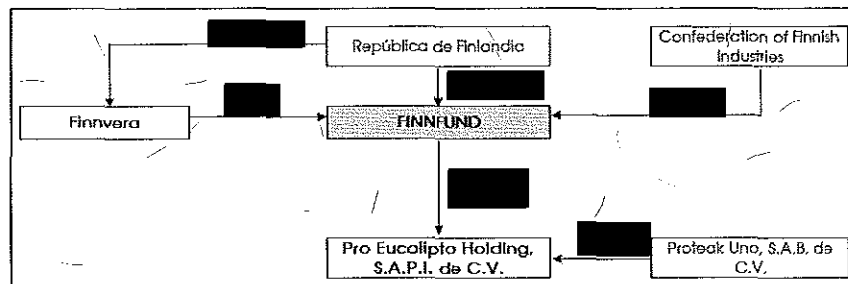 República de Finlandia
Confederation of Finnish
Industries
Finnvera
FINNFUND
Pro Eucalipto Holding,
S.A.P.I. de C.V.
Proteak Uno, S.A.B. de
C.V.